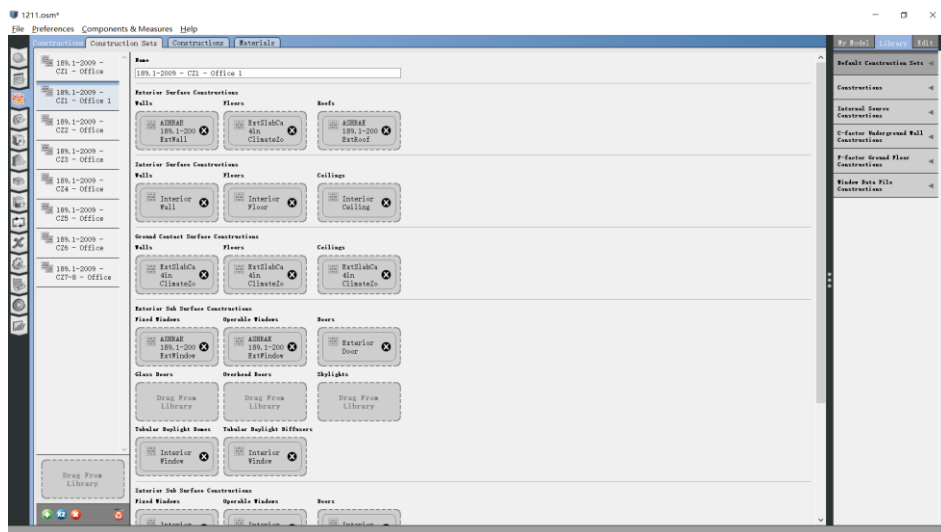 1211.osm*
File Preferences Components & Measures Help
Constructions Construction Sets Constructions Materials
My Model Library Edit
189.1-2009 -
CZ1 - Office
189.1-2009 -
CZ1 - Office 1
189.1-2009 -
CZ2 - Office
189.1-2009 -
CZ3 - Office
189.1-2009 -
CZ4 - Office
189.1-2009 -
CZ5 - Office
189.1-2009 -
CZ6 - Office
189.1-2009 -
CZ7-8 - Office
Drag From
Library
X2
Name
189.1-2009 - CZ1 - Office 1
Exterior Surface Constructions
Walls Floors Roofs
ASHRAE
189.1-200
ExtWall
ExtSlabCa
4in
ClimateZo
ASHRAE
189.1-200
ExtRoof
Interior Surface Constructions
Walls Floors Ceilings
Interior
Wall
Interior
Floor
Interior
Ceiling
Ground Contact Surface Constructions
Walls Floors Ceilings
ExtSlabCa
4in
ClimateZo
ExtSlabCa
4in
ClimateZo
ExtSlabCa
4in
ClimateZo
Exterior Sub Surface Constructions
Fixed Windows Operable Windows Doors
ASHRAE
189.1-200
ExtWindow
ASHRAE
189.1-200
ExtWindow
Exterior
Door
Glass Doors Overhead Doors Skylights
Drag From
Library
Drag From
Library
Drag From
Library
Tubular Daylight Domes Tubular Daylight Diffusers
Interior
Window
Interior
Window
Interior Sub Surface Constructions
Fixed Windows Operable Windows Doors
Default Construction Sets
Constructions
Internal Source
Constructions
C-factor Underground Wall
Constructions
F-factor Ground Floor
Constructions
Window Data File
Constructions